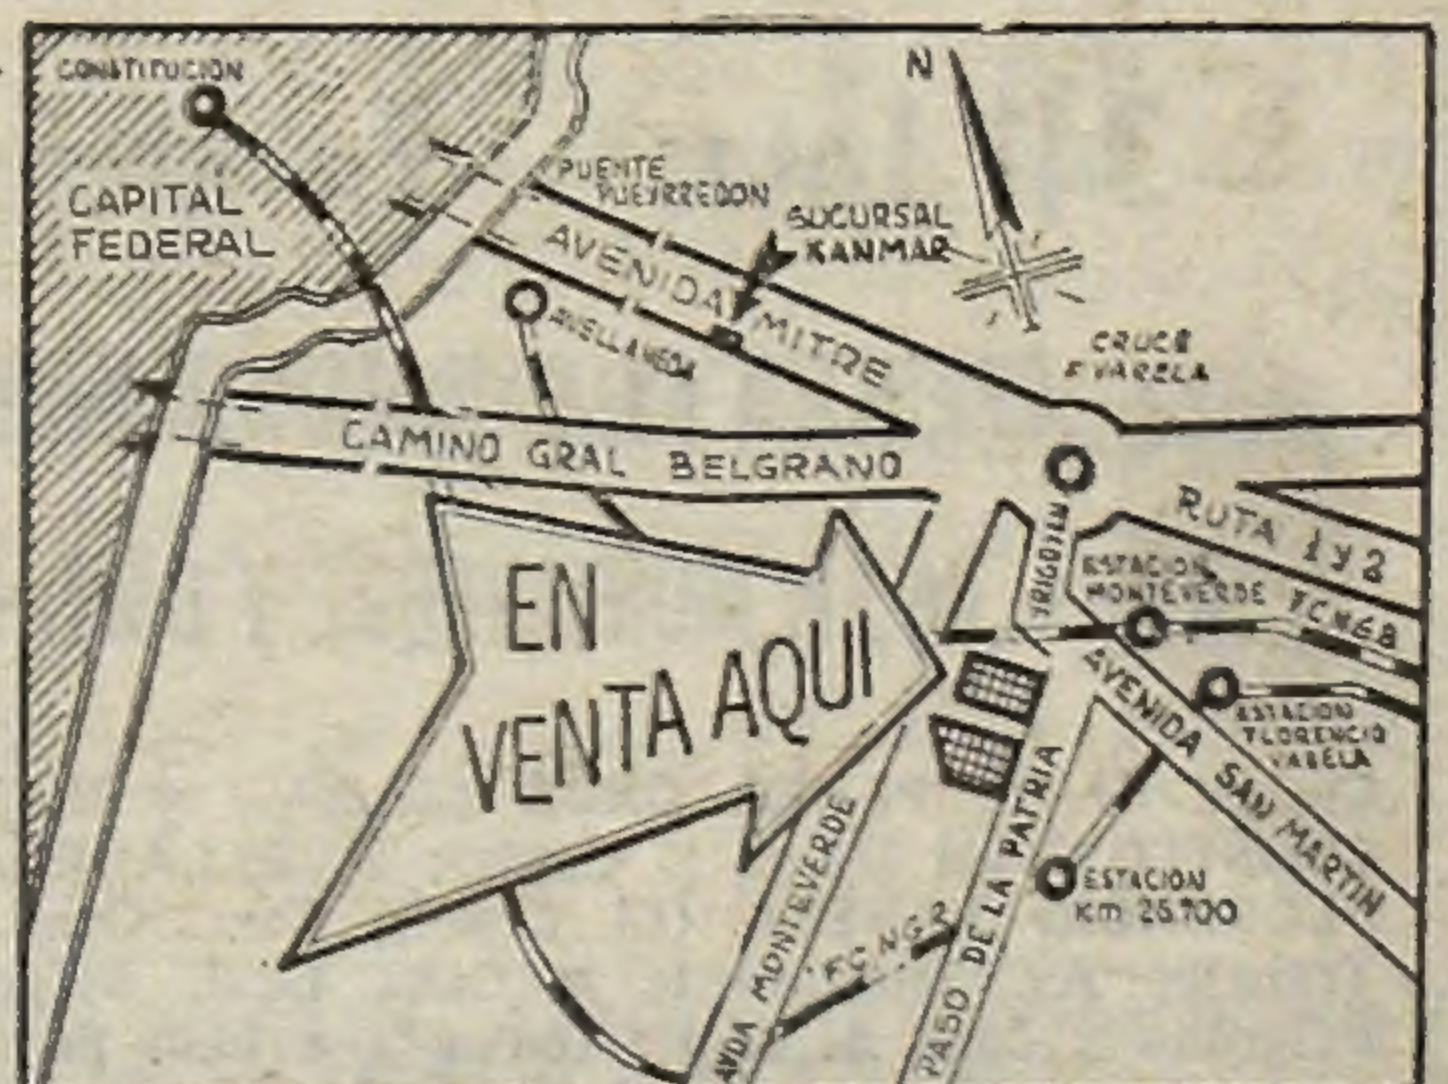 CONSTITUCION
CAPITAL
FEDERAL
N
PUENTE
PUEYRREDON
SUCURSAL
KANMAR
AVENIDA MITRE
AVELLANEDA
CRUCE
F VARELA
CAMINO GRAL BELGRANO
RUTA 1 y 2
YRIGOYEN
ESTACION
MONTEVERDE
F C N G B
EN
VENTA AQUI
AVENIDA SAN MARTIN
ESTACION
FLORENCIO
VARELA
ESTACION
Km 26.700
AVDA MONTEVERDE
F C N G B
PASO DE LA PATRIA